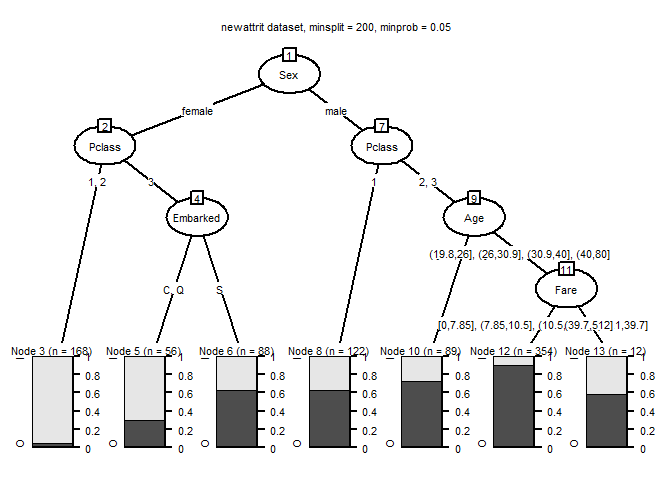 newattrit dataset, minsplit = 200, minprob = 0.05
1
Sex
female
male
2
Pclass
7
Pclass
1, 2
3
1
2, 3
4
Embarked
9
Age
(19.8,26], (26,30.9], (30.9,40], (40,80]
11
Fare
C, Q
S
[0,7.85], (7.85,10.5], (10.5
(39.7,512]
1,39.7]
Node 3 (n = 168)
Node 5 (n = 56)
Node 6 (n = 88)
Node 8 (n = 122)
Node 10 (n = 89)
Node 12 (n = 354)
Node 13 (n = 12)
1 1 1 1 1 1 1
0.8 0.8 0.8 0.8 0.8 0.8 0.8
0.6 0.6 0.6 0.6 0.6 0.6 0.6
0.4 0.4 0.4 0.4 0.4 0.4 0.4
0.2 0.2 0.2 0.2 0.2 0.2 0.2
0 0 0 0 0 0 0